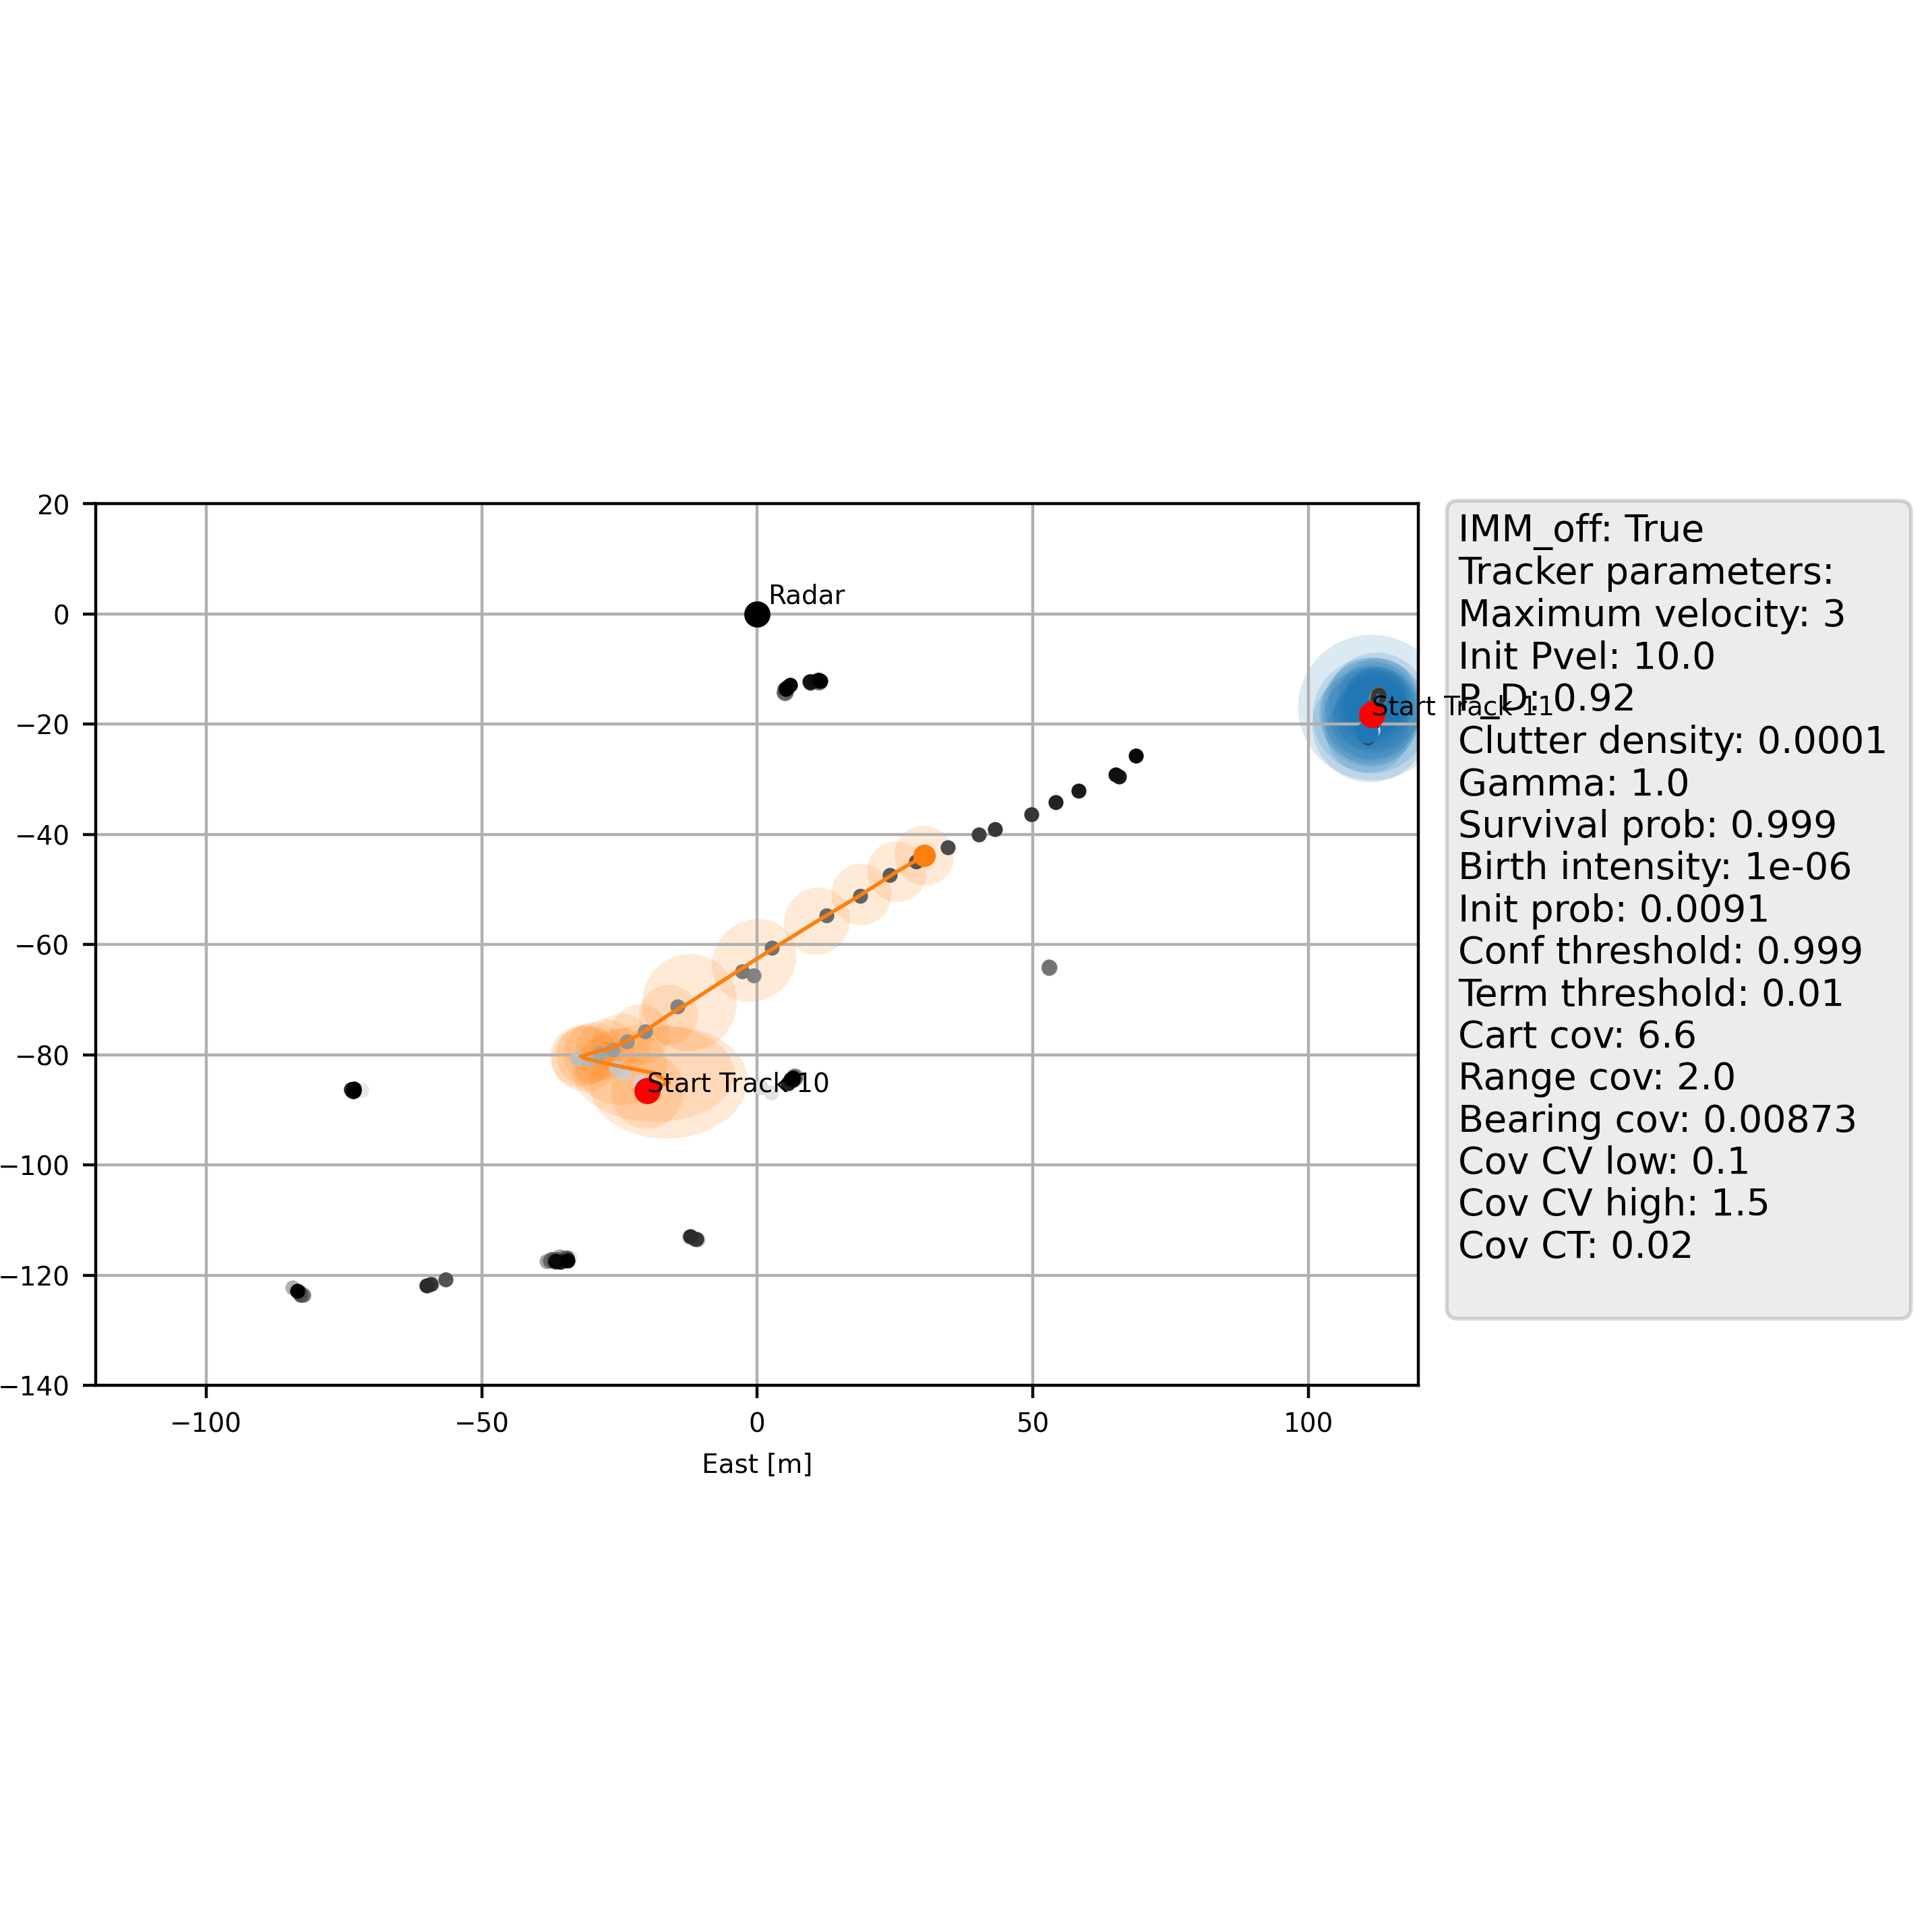 20
0
−20
−40
−60
−80
−100
−120
−140
Radar
Start Track 11
Start Track 10
−100
−50
0
50
100
East [m]
IMM_off: True
Tracker parameters:
Maximum velocity: 3
Init Pvel: 10.0
P_D: 0.92
Clutter density: 0.0001
Gamma: 1.0
Survival prob: 0.999
Birth intensity: 1e-06
Init prob: 0.0091
Conf threshold: 0.999
Term threshold: 0.01
Cart cov: 6.6
Range cov: 2.0
Bearing cov: 0.00873
Cov CV low: 0.1
Cov CV high: 1.5
Cov CT: 0.02